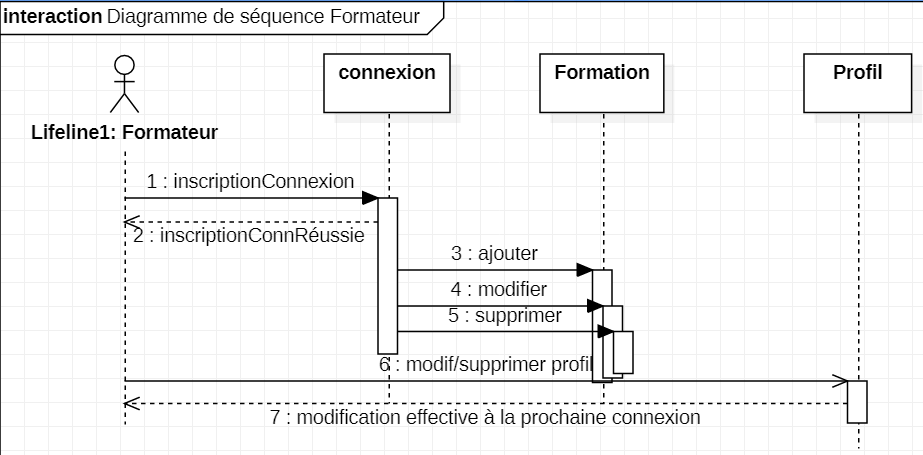 interaction Diagramme de séquence Formateur
connexion
Formation
Profil
Lifeline1: Formateur
1 : inscriptionConnexion
2 : inscriptionConnRéussie
3 : ajouter
4 : modifier
5 : supprimer
6 : modif/supprimer profil
7 : modification effective à la prochaine connexion